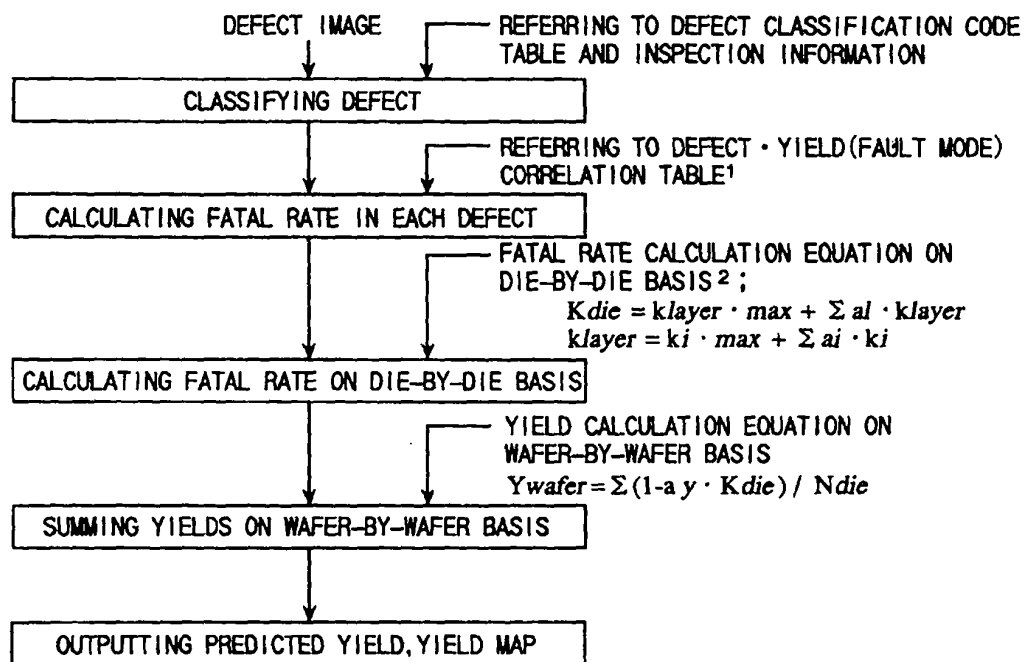 DEFECT IMAGE
REFERRING TO DEFECT CLASSIFICATION CODE
TABLE AND INSPECTION INFORMATION
CLASSIFYING DEFECT
REFERRING TO DEFECT・YIELD(FAULT MODE)
CORRELATION TABLE¹
CALCULATING FATAL RATE IN EACH DEFECT
FATAL RATE CALCULATION EQUATION ON
DIE-BY-DIE BASIS²;
Kdie = klayer · max + Σ al · klayer
klayer = ki · max + Σ ai · ki
CALCULATING FATAL RATE ON DIE-BY-DIE BASIS
YIELD CALCULATION EQUATION ON
WAFER-BY-WAFER BASIS
Ywafer = Σ (1-a y · Kdie) / Ndie
SUMMING YIELDS ON WAFER-BY-WAFER BASIS
OUTPUTTING PREDICTED YIELD, YIELD MAP